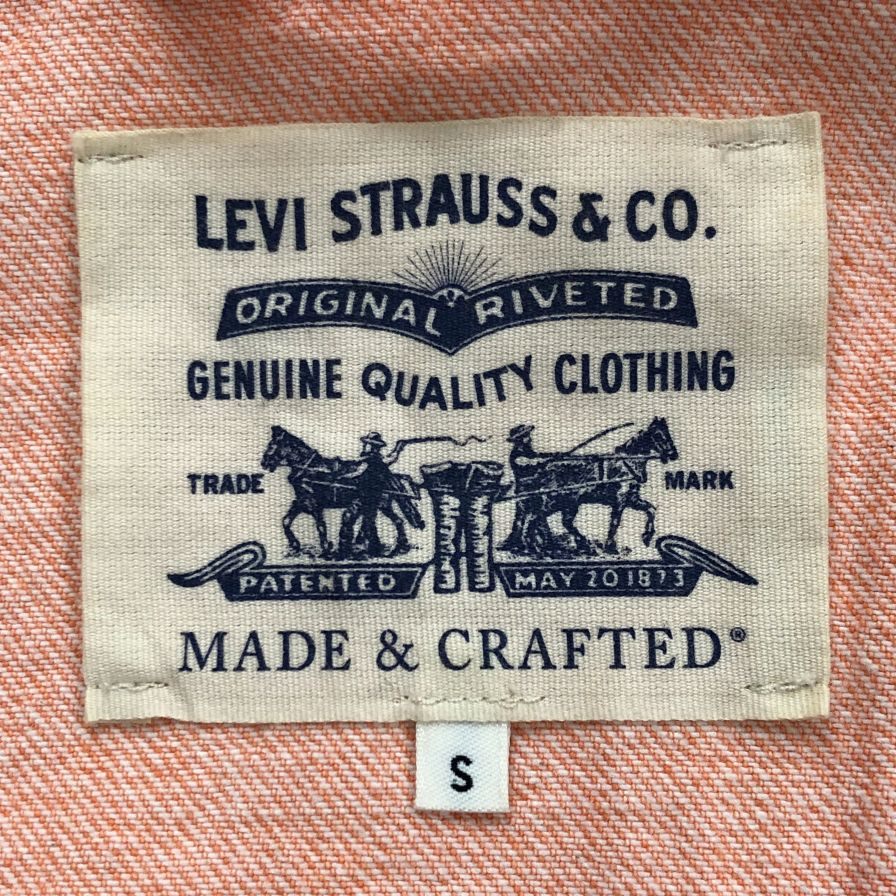 LEVI STRAUSS & CO.
ORIGINAL RIVETED
GENUINE QUALITY CLOTHING
TRADE MARK
PATENTED MAY 20 1873
MADE & CRAFTED®
S